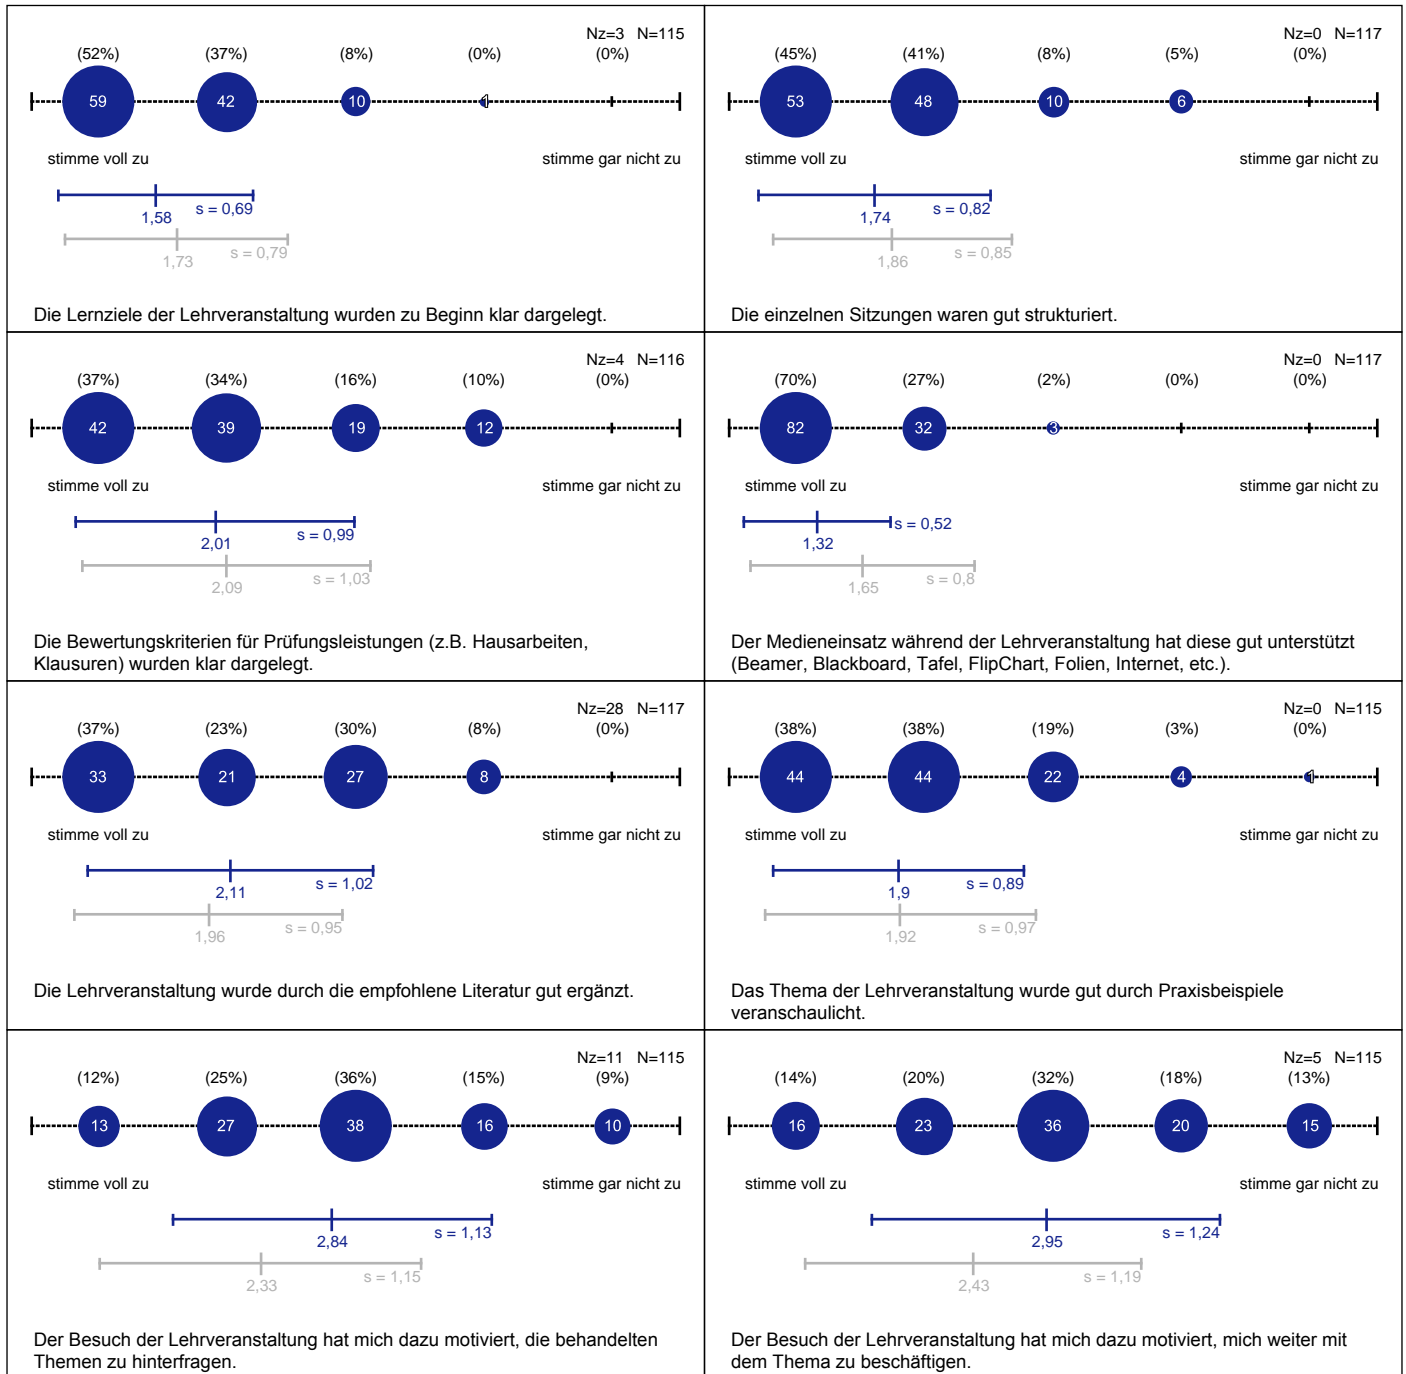 Nz=3 N=115
(52%) (37%) (8%) (0%) (0%)
59 42 10 1
stimme voll zu stimme gar nicht zu
1,58 s = 0,69
1,73 s = 0,79
Die Lernziele der Lehrveranstaltung wurden zu Beginn klar dargelegt.
Nz=0 N=117
(45%) (41%) (8%) (5%) (0%)
53 48 10 6
stimme voll zu stimme gar nicht zu
1,74 s = 0,82
1,86 s = 0,85
Die einzelnen Sitzungen waren gut strukturiert.
Nz=4 N=116
(37%) (34%) (16%) (10%) (0%)
42 39 19 12
stimme voll zu stimme gar nicht zu
2,01 s = 0,99
2,09 s = 1,03
Die Bewertungskriterien für Prüfungsleistungen (z.B. Hausarbeiten,
Klausuren) wurden klar dargelegt.
Nz=0 N=117
(70%) (27%) (2%) (0%) (0%)
82 32 3
stimme voll zu stimme gar nicht zu
1,32 s = 0,52
1,65 s = 0,8
Der Medieneinsatz während der Lehrveranstaltung hat diese gut unterstützt
(Beamer, Blackboard, Tafel, FlipChart, Folien, Internet, etc.).
Nz=28 N=117
(37%) (23%) (30%) (8%) (0%)
33 21 27 8
stimme voll zu stimme gar nicht zu
2,11 s = 1,02
1,96 s = 0,95
Die Lehrveranstaltung wurde durch die empfohlene Literatur gut ergänzt.
Nz=0 N=115
(38%) (38%) (19%) (3%) (0%)
44 44 22 4 1
stimme voll zu stimme gar nicht zu
1,9 s = 0,89
1,92 s = 0,97
Das Thema der Lehrveranstaltung wurde gut durch Praxisbeispiele
veranschaulicht.
Nz=11 N=115
(12%) (25%) (36%) (15%) (9%)
13 27 38 16 10
stimme voll zu stimme gar nicht zu
2,84 s = 1,13
2,33 s = 1,15
Der Besuch der Lehrveranstaltung hat mich dazu motiviert, die behandelten
Themen zu hinterfragen.
Nz=5 N=115
(14%) (20%) (32%) (18%) (13%)
16 23 36 20 15
stimme voll zu stimme gar nicht zu
2,95 s = 1,24
2,43 s = 1,19
Der Besuch der Lehrveranstaltung hat mich dazu motiviert, mich weiter mit
dem Thema zu beschäftigen.